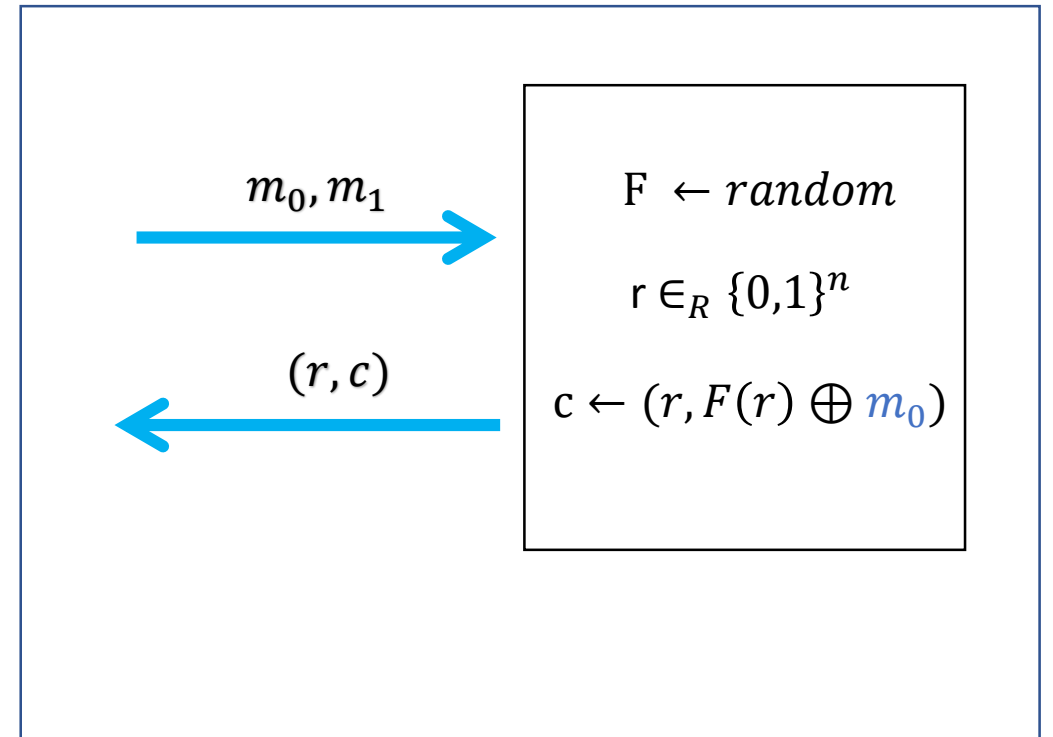 m₀, m₁
F ← random
r ∈_R {0,1}ⁿ
(r, c)
c ← (r, F(r) ⊕ m₀)